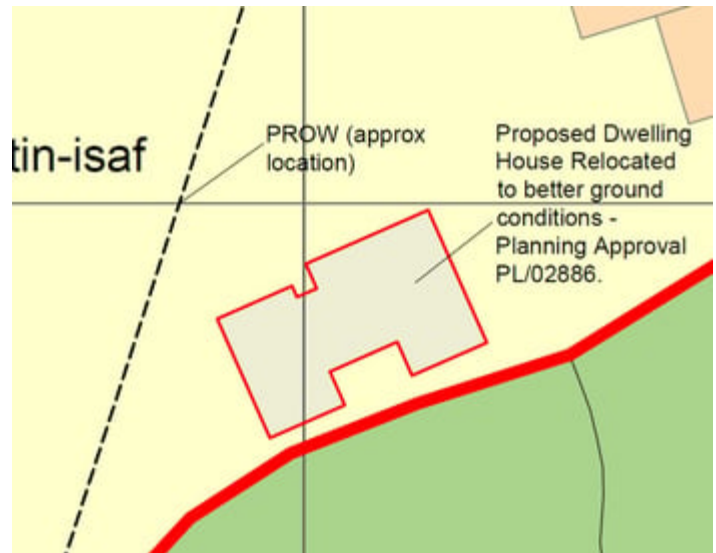 tin-isaf
PROW (approx
location)
Proposed Dwelling
House Relocated
to better ground
conditions -
Planning Approval
PL/02886.